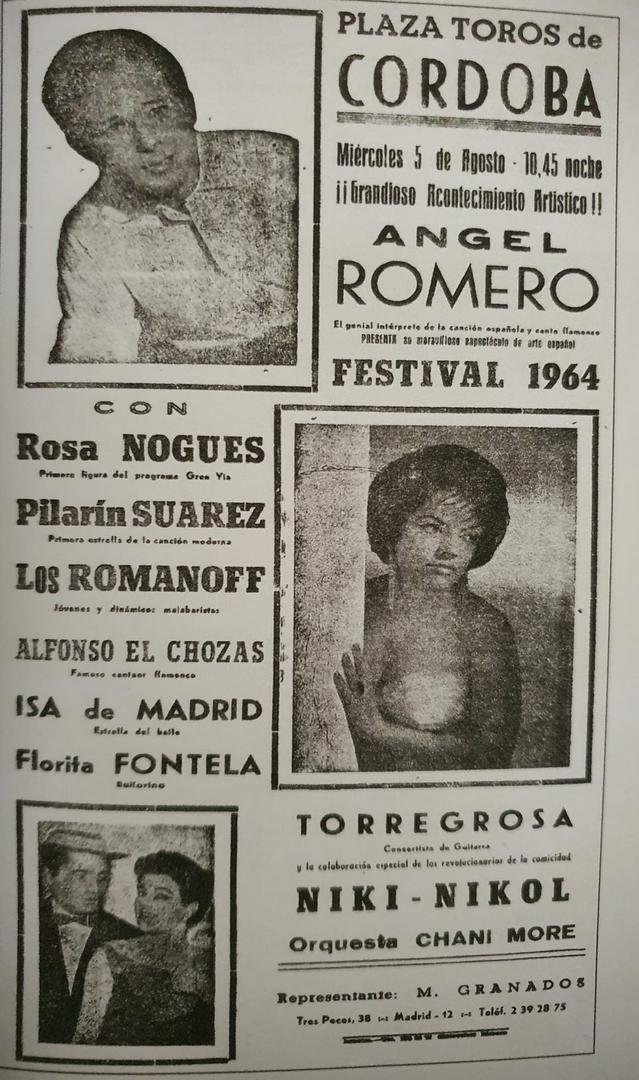 PLAZA TOROS de
CORDOBA
Miércoles 5 de Agosto - 10,45 noche
¡¡Grandioso Acontecimiento Artístico!!
ANGEL
ROMERO
El genial intérprete de la canción española y cante flamenco
PRESENTA su maravilloso espectáculo de arte español
FESTIVAL 1964
CON
Rosa NOGUES
Primera figura del programa Gran Vía
Pilarín SUAREZ
Primera estrella de la canción moderna
Los ROMANOFF
Jóvenes y dinámicos malabaristas
ALFONSO EL CHOZAS
Famoso cantaor flamenco
ISA de MADRID
Estrella del baile
Florita FONTELA
Bailarina
TORREGROSA
Concertista de Guitarra
y la colaboración especial de los revolucionarios de la comicidad
NIKI - NIKOL
Orquesta CHANI MORE
Representante: M. GRANADOS
Tres Peces, 38 :-: Madrid - 12 :-: Teléf. 2 39 28 75